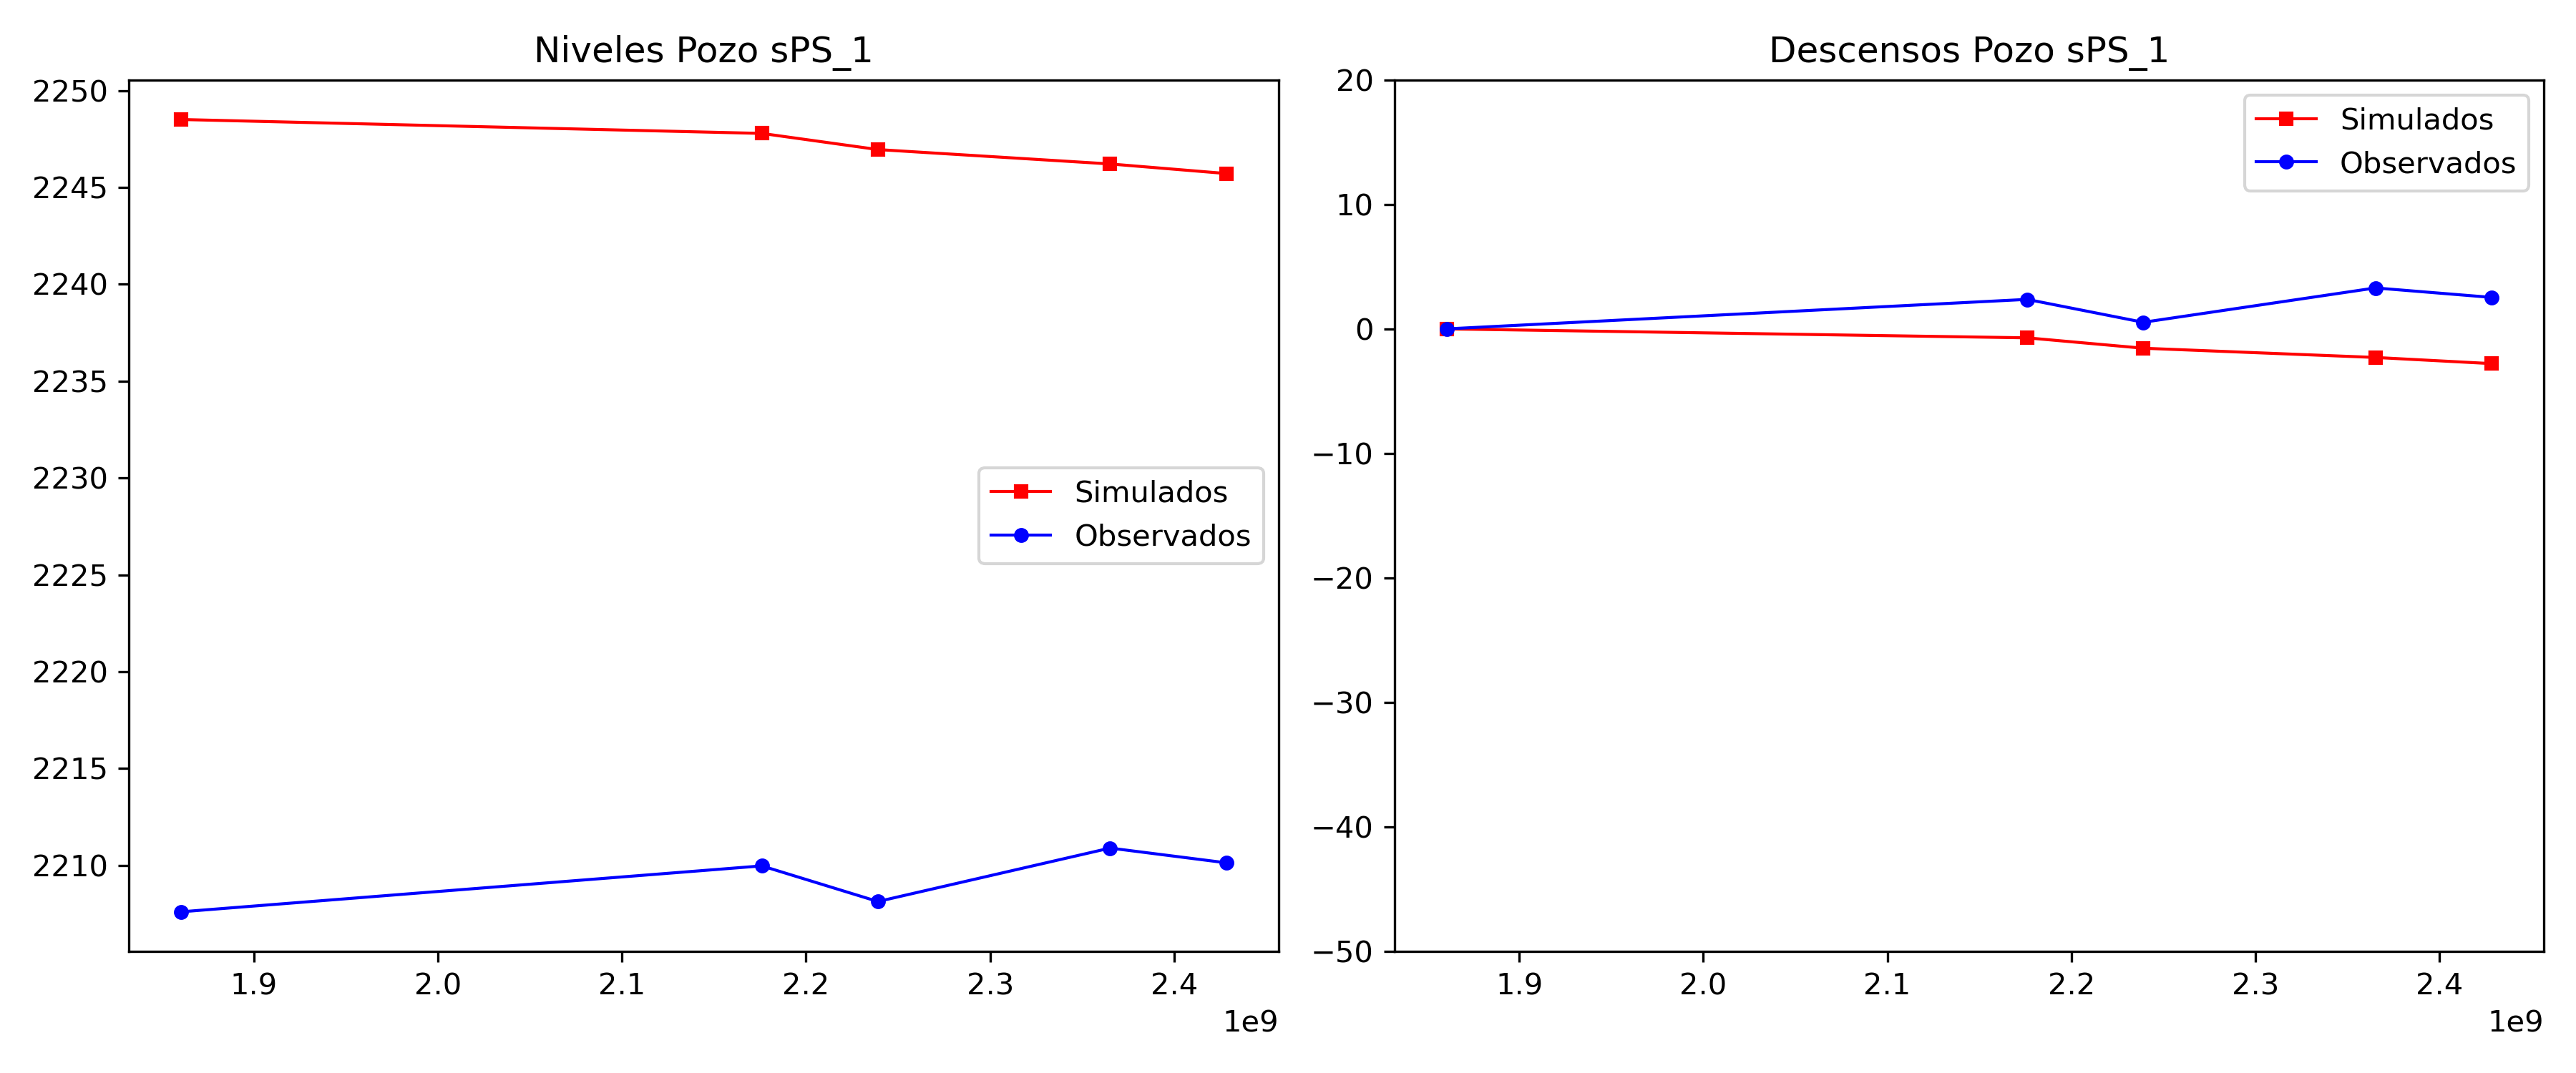 Niveles Pozo sPS_1
2250
2245
2240
2235
2230
2225
2220
2215
2210
Simulados
Observados
1.9 2.0 2.1 2.2 2.3 2.4
1e9
Descensos Pozo sPS_1
20
10
0
−10
−20
−30
−40
−50
Simulados
Observados
1.9 2.0 2.1 2.2 2.3 2.4
1e9